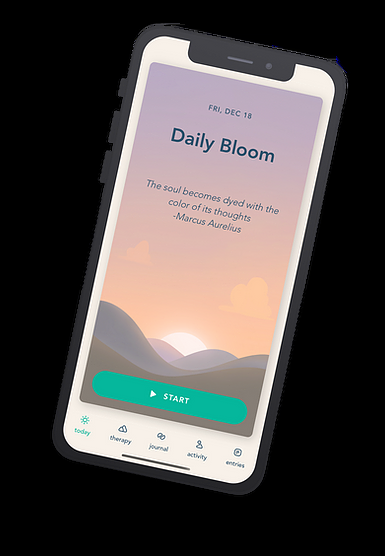 FRI, DEC 18
Daily Bloom
The soul becomes dyed with the
color of its thoughts
-Marcus Aurelius
START
today
therapy
journal
activity
entries